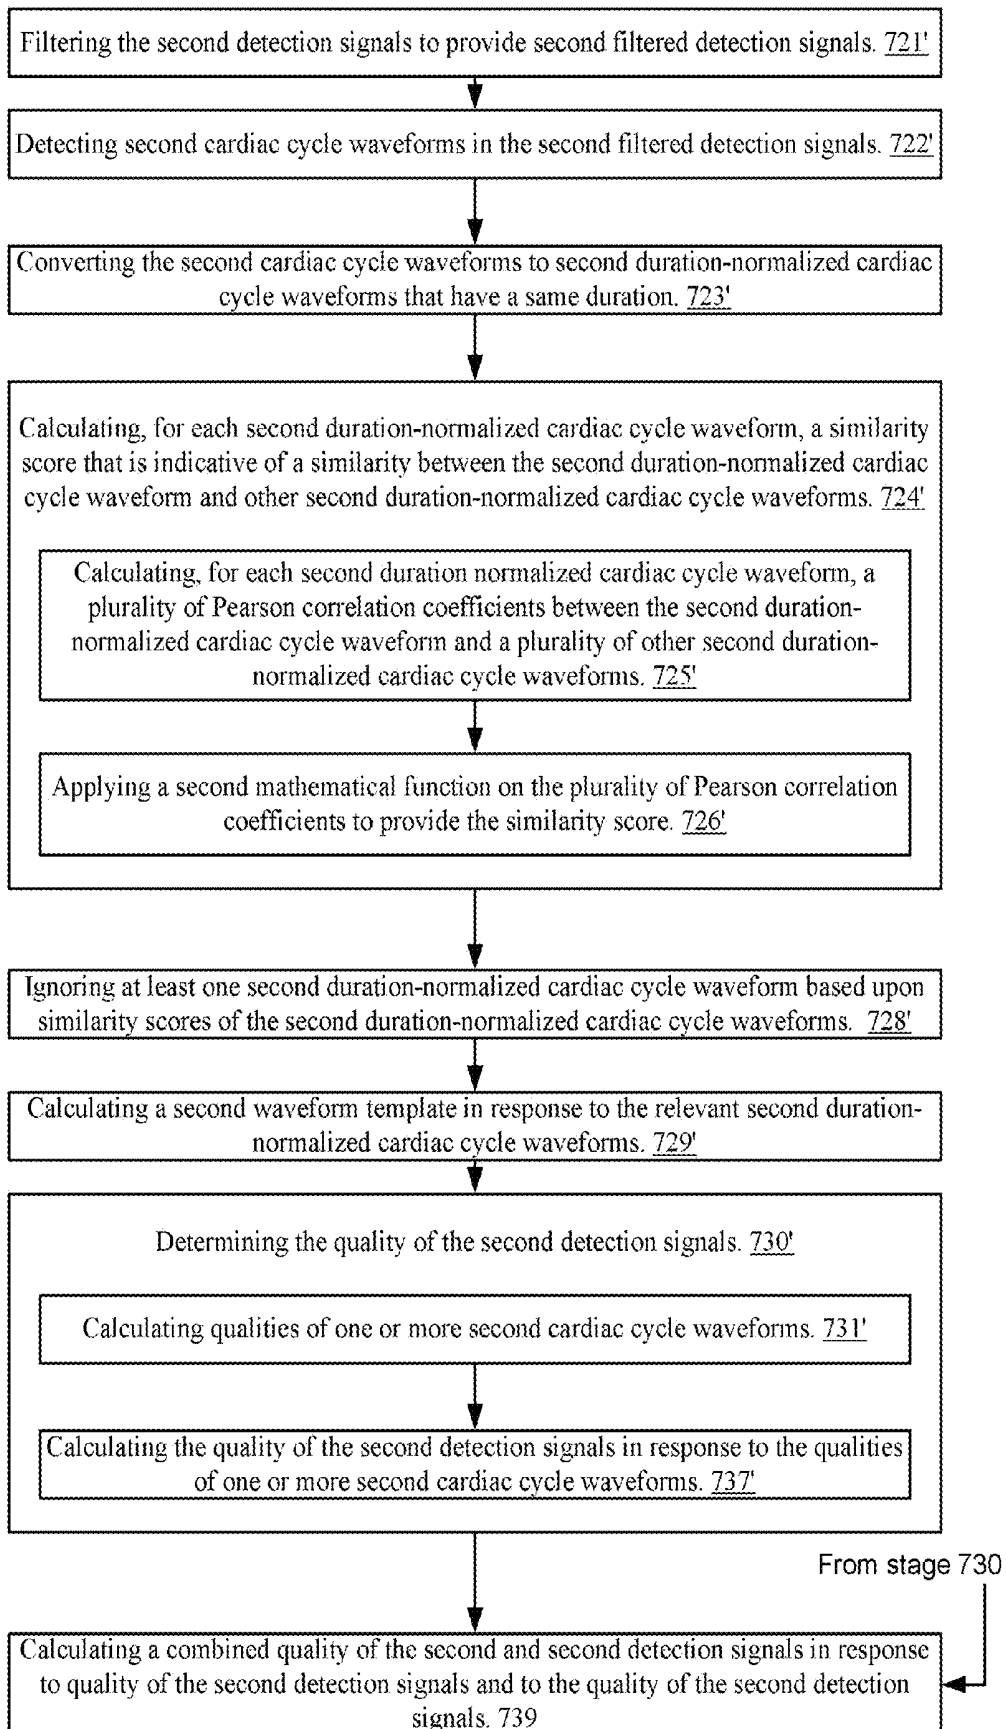 Filtering the second detection signals to provide second filtered detection signals. 721'
Detecting second cardiac cycle waveforms in the second filtered detection signals. 722'
Converting the second cardiac cycle waveforms to second duration-normalized cardiac
cycle waveforms that have a same duration. 723'
Calculating, for each second duration-normalized cardiac cycle waveform, a similarity
score that is indicative of a similarity between the second duration-normalized cardiac
cycle waveform and other second duration-normalized cardiac cycle waveforms. 724'
Calculating, for each second duration normalized cardiac cycle waveform, a
plurality of Pearson correlation coefficients between the second duration-
normalized cardiac cycle waveform and a plurality of other second duration-
normalized cardiac cycle waveforms. 725'
Applying a second mathematical function on the plurality of Pearson correlation
coefficients to provide the similarity score. 726'
Ignoring at least one second duration-normalized cardiac cycle waveform based upon
similarity scores of the second duration-normalized cardiac cycle waveforms. 728'
Calculating a second waveform template in response to the relevant second duration-
normalized cardiac cycle waveforms. 729'
Determining the quality of the second detection signals. 730'
Calculating qualities of one or more second cardiac cycle waveforms. 731'
Calculating the quality of the second detection signals in response to the qualities
of one or more second cardiac cycle waveforms. 737'
From stage 730
Calculating a combined quality of the second and second detection signals in response
to quality of the second detection signals and to the quality of the second detection
signals. 739